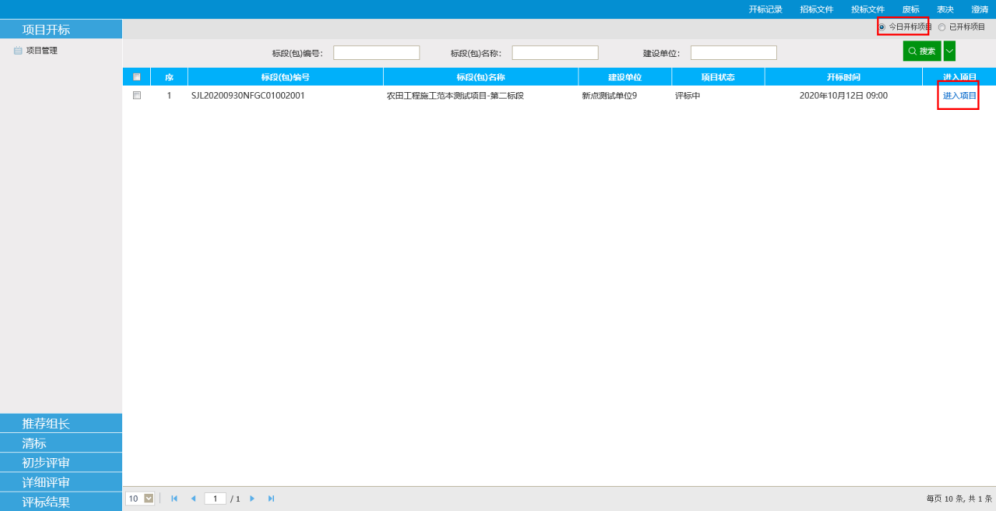 开标记录 招标文件 投标文件 废标 表决 澄清
项目开标
今日开标项目 已开标项目
项目管理
标段(包)编号： 标段(包)名称： 建设单位： 搜索
序 标段(包)编号 标段(包)名称 建设单位 项目状态 开标时间 进入项目
1 SJL20200930NFGC01002001 农田工程施工范本测试项目-第二标段 新点测试单位9 评标中 2020年10月12日 09:00 进入项目
推荐组长
清标
初步评审
详细评审
评标结果
10 1 /1 每页 10 条, 共 1 条